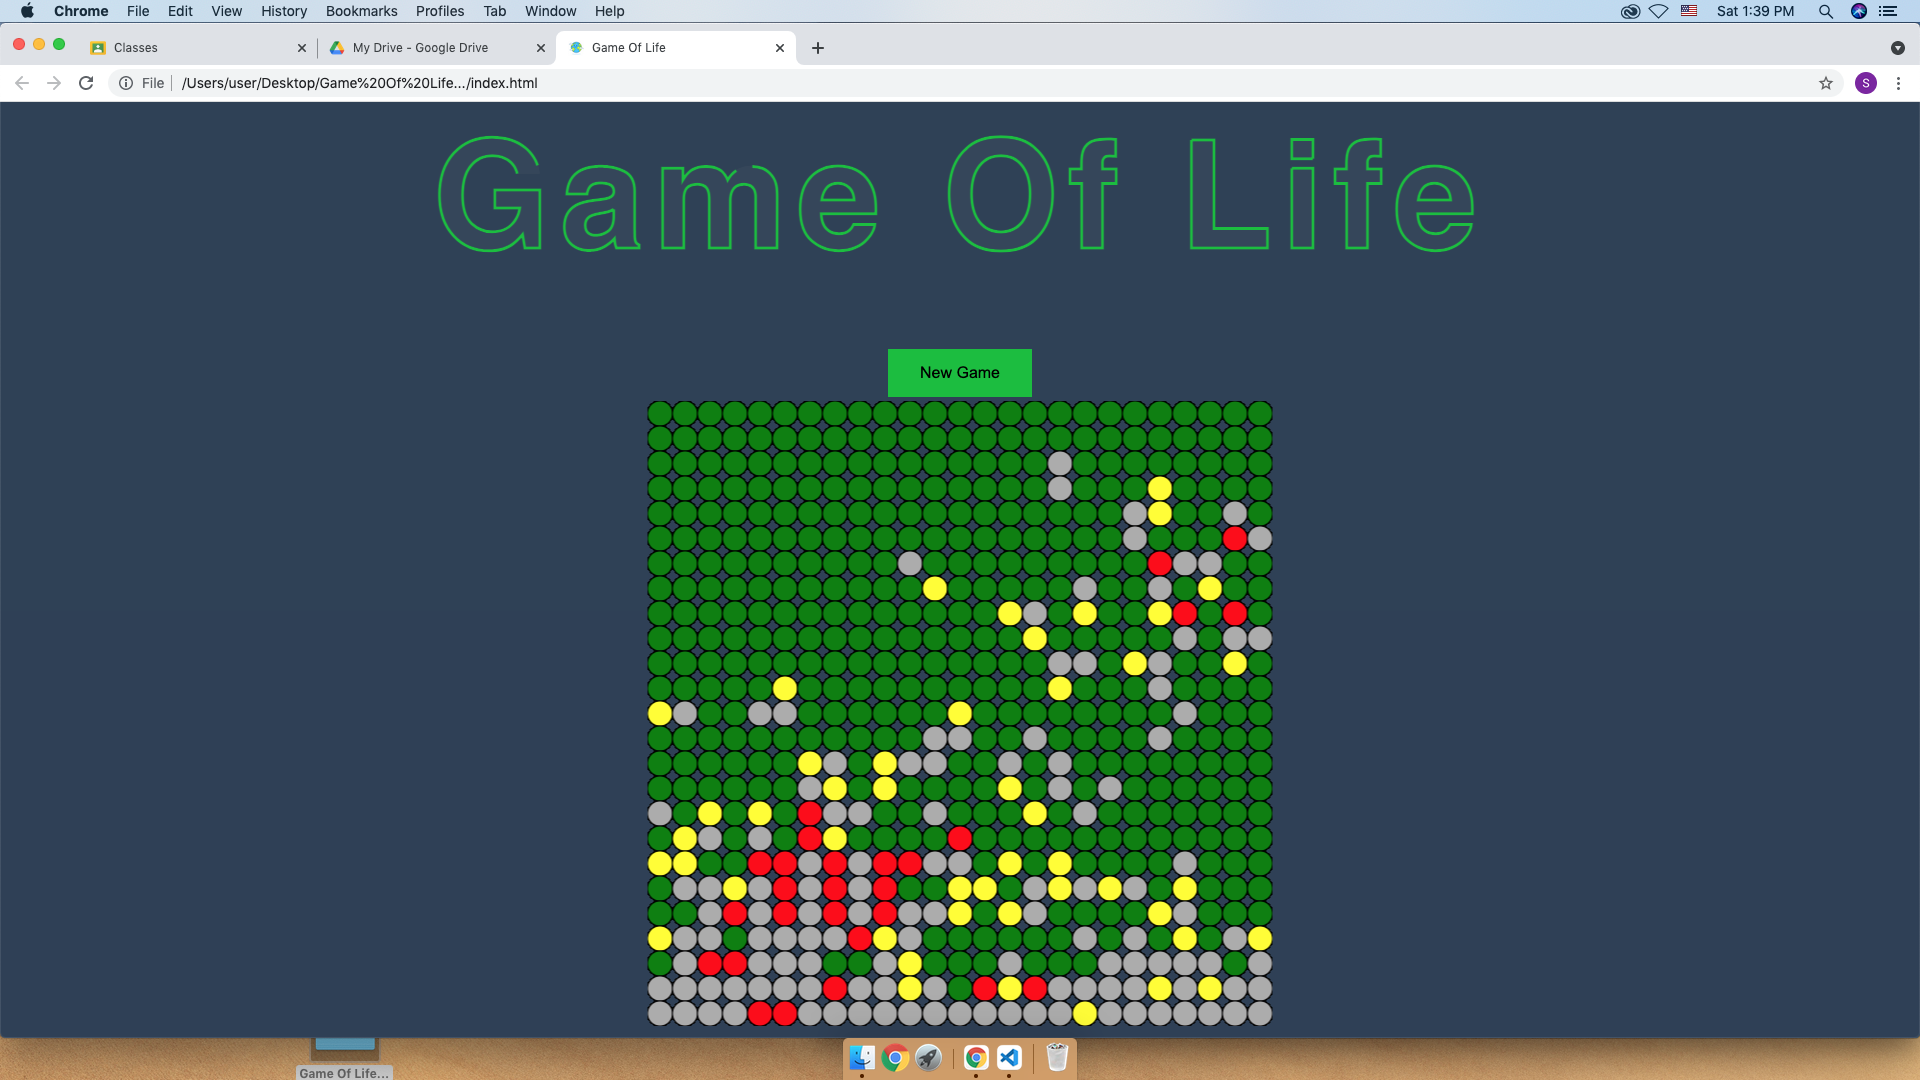 Chrome File Edit View History Bookmarks Profiles Tab Window Help Sat 1:39 PM
Classes My Drive - Google Drive Game Of Life
File /Users/user/Desktop/Game%20Of%20Life.../index.html S
Game Of Life
New Game
Game Of Life...